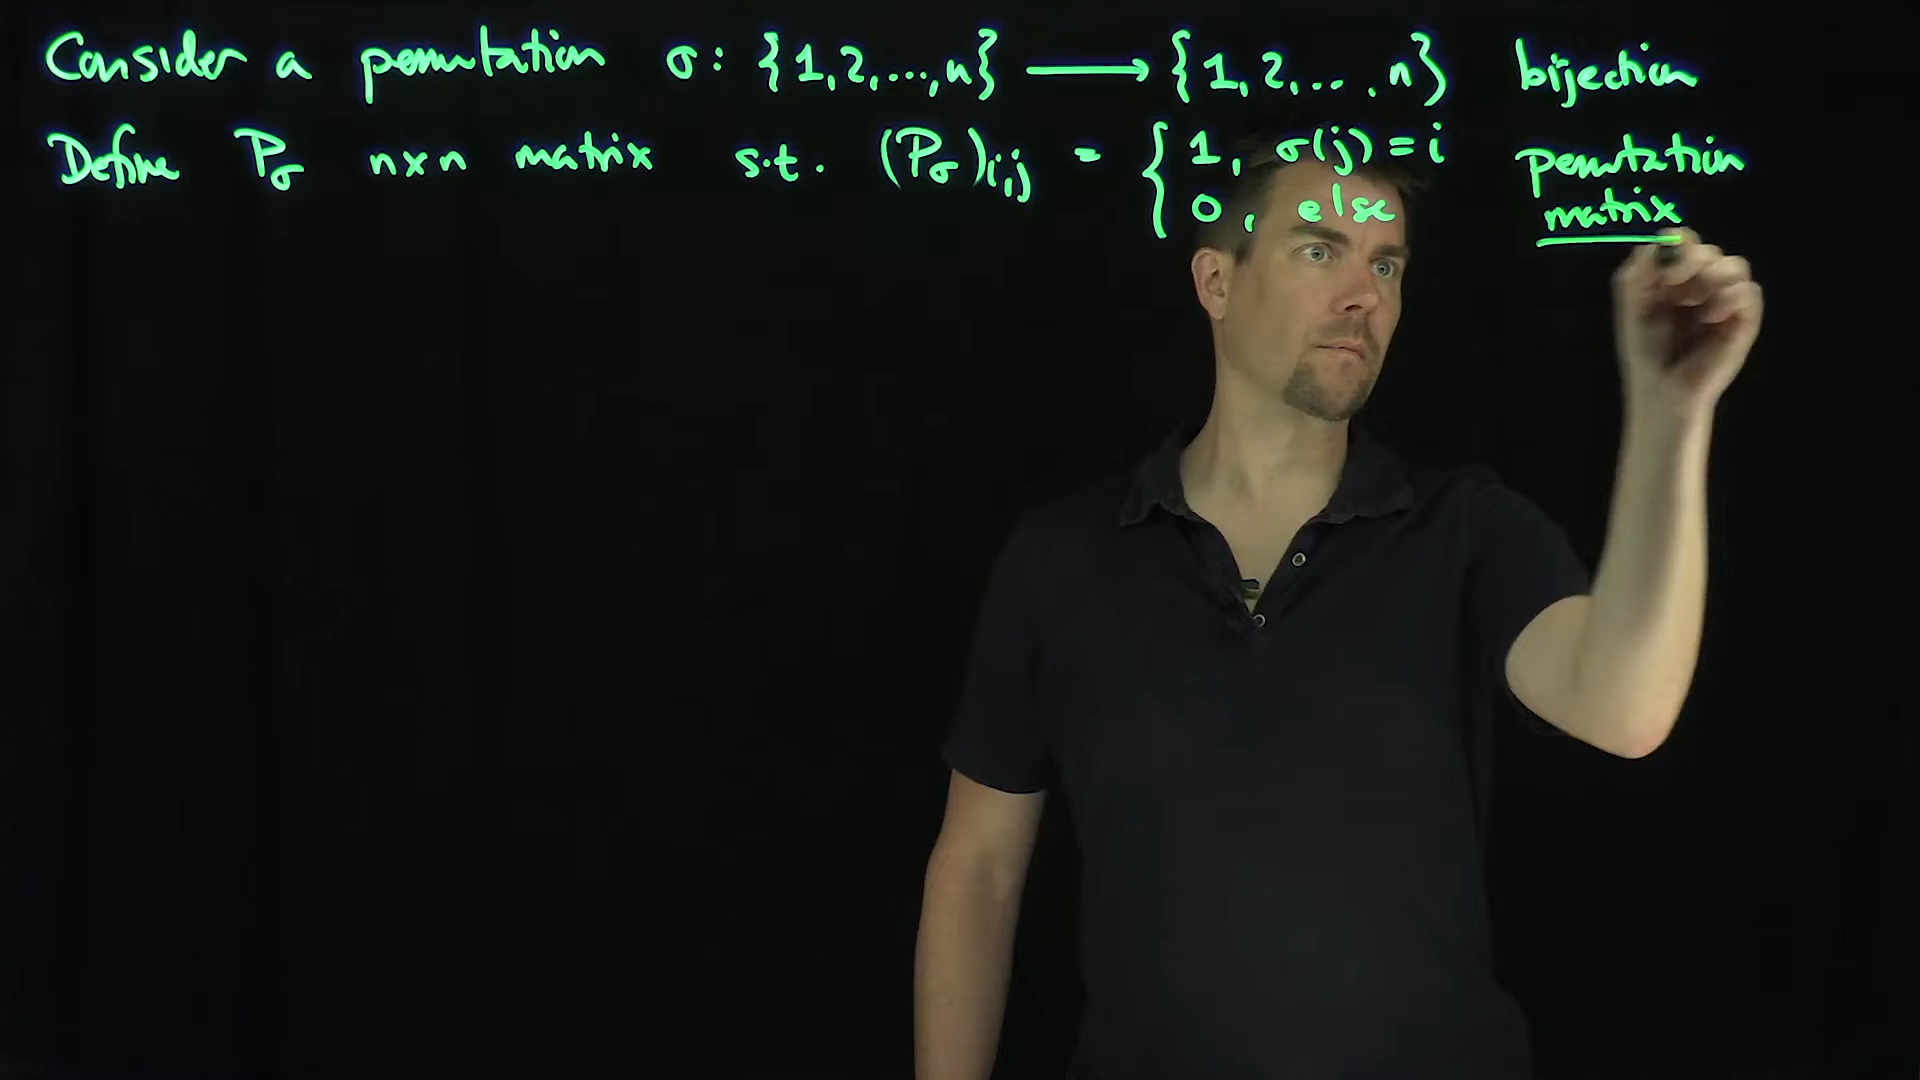 Consider a permutation σ: {1,2,...,n} ⟶ {1,2,...,n} bijection
Define Pσ n×n matrix s.t. (Pσ)i,j = { 1, σ(j) = i permutation
0, else matrix